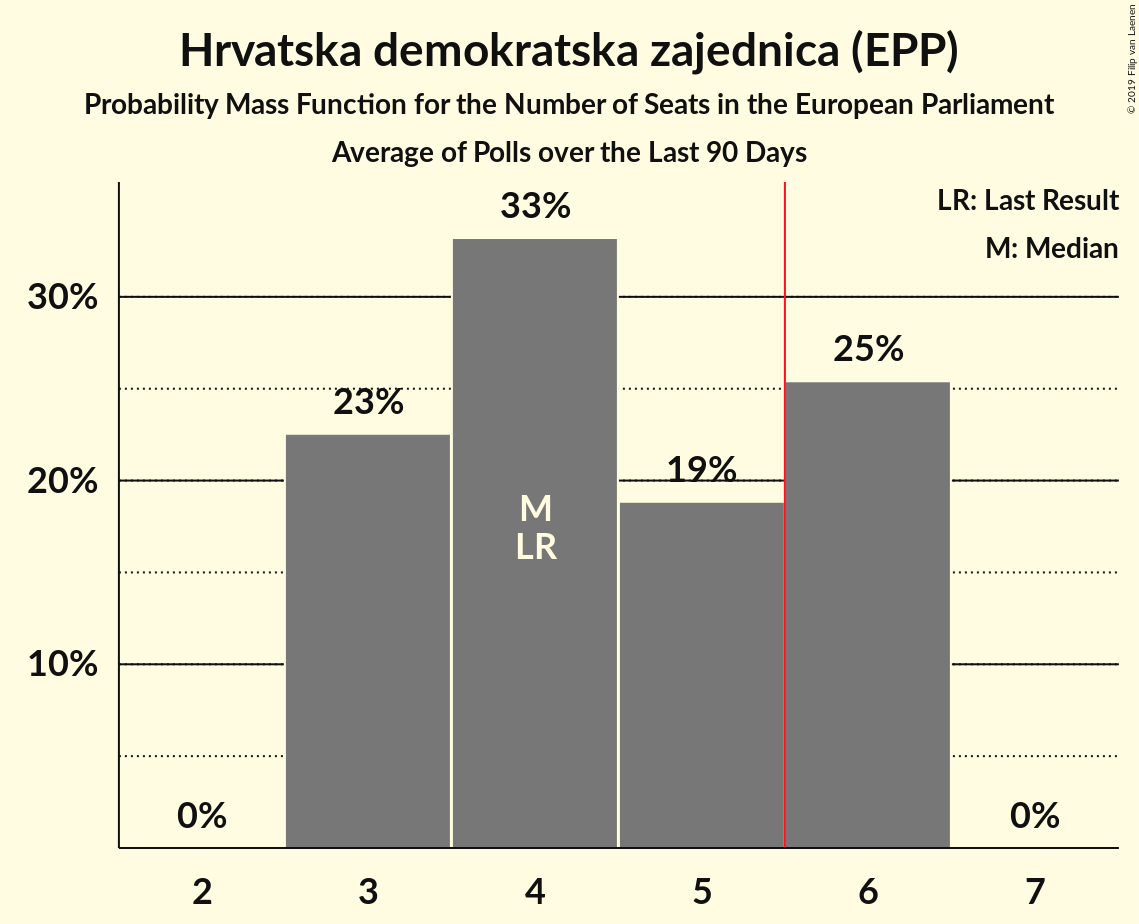 Hrvatska demokratska zajednica (EPP)
Probability Mass Function for the Number of Seats in the European Parliament
Average of Polls over the Last 90 Days
© 2019 Filip van Laenen
LR: Last Result
M: Median
33%
30%
25%
23%
20%
19%
M
LR
10%
0%
0%
2 3 4 5 6 7